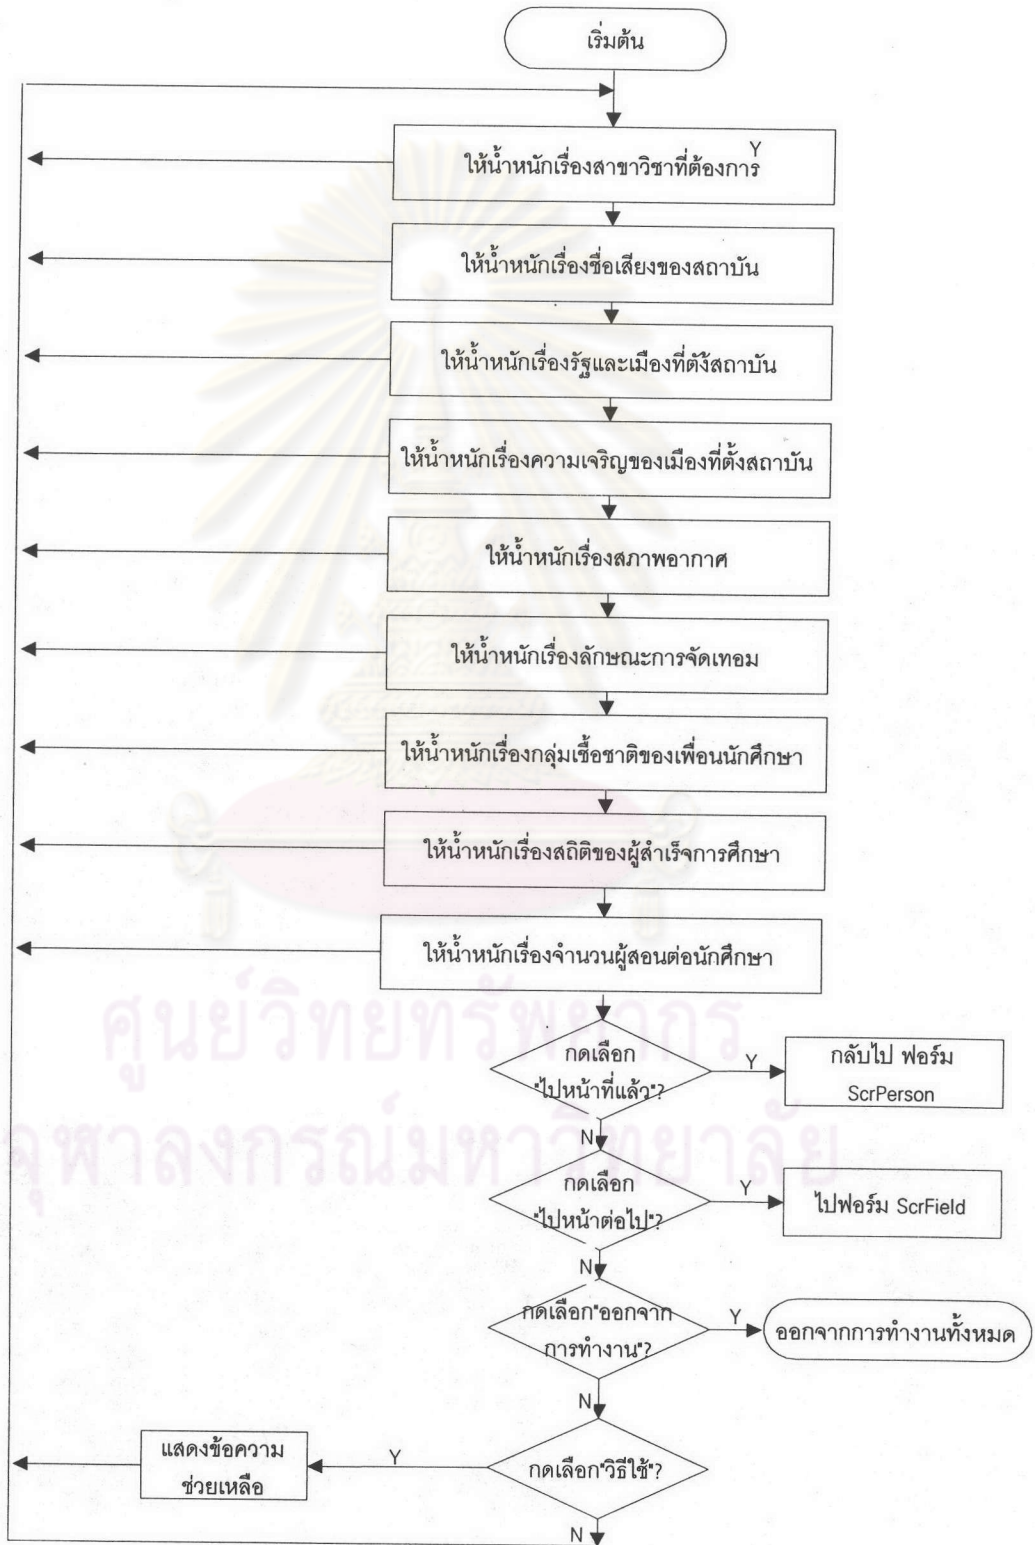 เริ่มต้น
Y
ให้น้ำหนักเรื่องสาขาวิชาที่ต้องการ
ให้น้ำหนักเรื่องชื่อเสียงของสถาบัน
ให้น้ำหนักเรื่องรัฐและเมืองที่ตั้งสถาบัน
ให้น้ำหนักเรื่องความเจริญของเมืองที่ตั้งสถาบัน
ให้น้ำหนักเรื่องสภาพอากาศ
ให้น้ำหนักเรื่องลักษณะการจัดเทอม
ให้น้ำหนักเรื่องกลุ่มเชื้อชาติของเพื่อนนักศึกษา
ให้น้ำหนักเรื่องสถิติของผู้สำเร็จการศึกษา
ให้น้ำหนักเรื่องจำนวนผู้สอนต่อนักศึกษา
ศูนย์วิทยทรัพยากร
จุฬาลงกรณ์มหาวิทยาลัย
กดเลือก
"ไปหน้าที่แล้ว"?
Y
กลับไป ฟอร์ม
ScrPerson
N
กดเลือก
"ไปหน้าต่อไป"?
Y
ไปฟอร์ม ScrField
N
กดเลือก"ออกจาก
การทำงาน"?
Y
ออกจากการทำงานทั้งหมด
N
กดเลือก"วิธีใช้"?
Y
แสดงข้อความ
ช่วยเหลือ
N